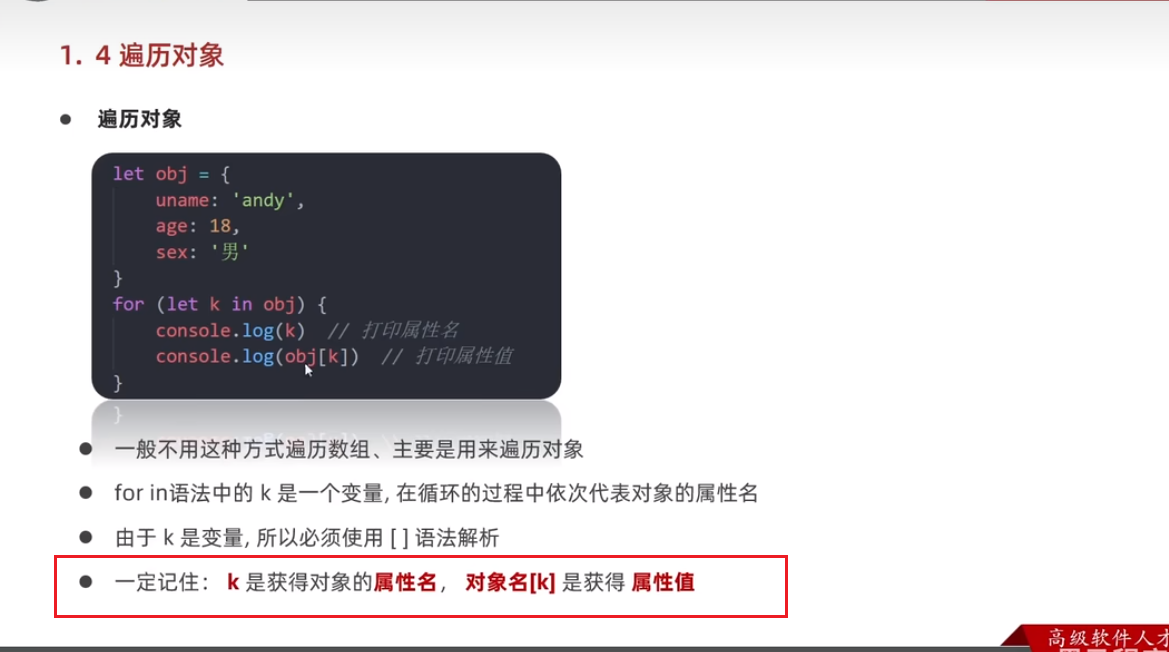 1. 4 遍历对象
● 遍历对象
let obj = {
uname: 'andy',
age: 18,
sex: '男'
}
for (let k in obj) {
console.log(k) // 打印属性名
console.log(obj[k]) // 打印属性值
}
● 一般不用这种方式遍历数组、主要是用来遍历对象
● for in语法中的 k 是一个变量, 在循环的过程中依次代表对象的属性名
● 由于 k 是变量, 所以必须使用 [ ] 语法解析
● 一定记住: k 是获得对象的属性名, 对象名[k] 是获得 属性值
高级软件人才